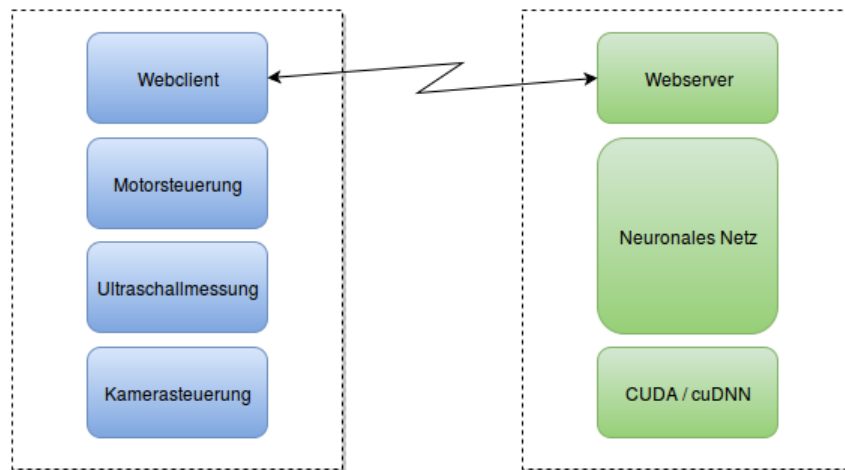 Webclient
Motorsteuerung
Ultraschallmessung
Kamerasteuerung
Webserver
Neuronales Netz
CUDA / cuDNN